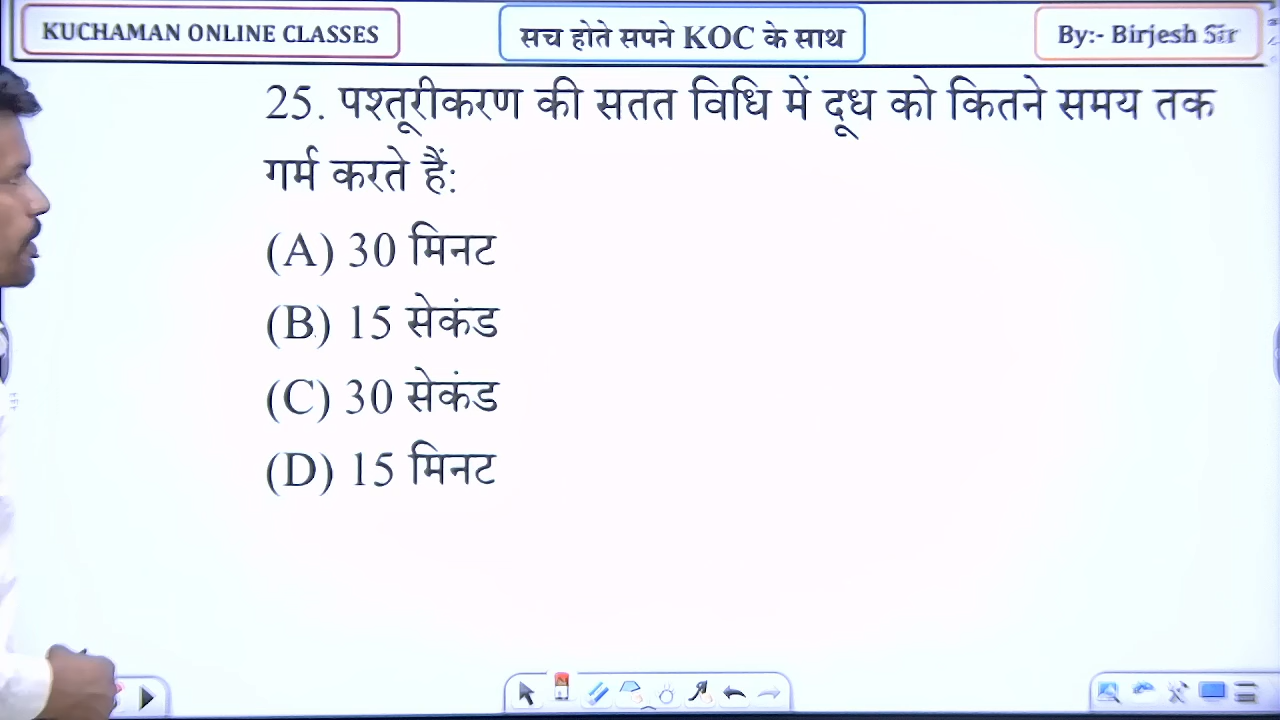 KUCHAMAN ONLINE CLASSES
सच होते सपने KOC के साथ
By:- Birjesh Sir
25. पश्तूरीकरण की सतत विधि में दूध को कितने समय तक
गर्म करते हैं:
(A) 30 मिनट
(B) 15 सेकंड
(C) 30 सेकंड
(D) 15 मिनट